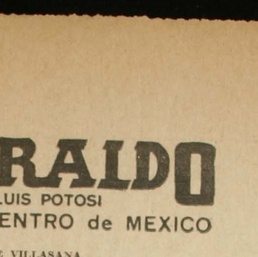 RALDO
LUIS POTOSI
ENTRO de MEXICO
VILLASANA